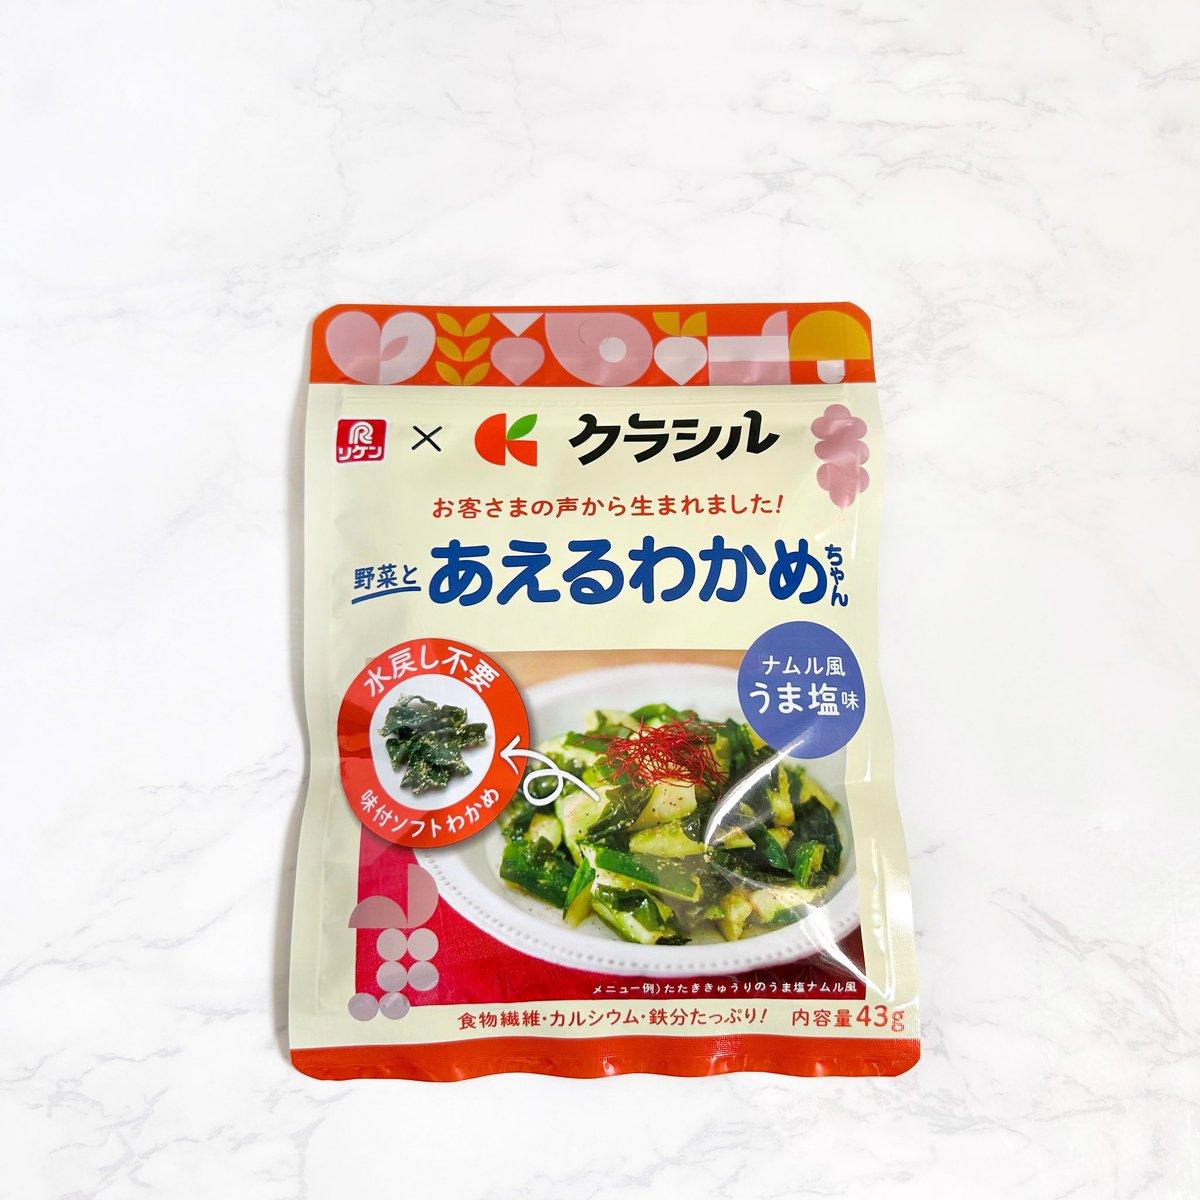 リケン × クラシル
お客さまの声から生まれました!
野菜と あえるわかめちゃん
水戻し不要
味付ソフトわかめ
ナムル風
うま塩味
メニュー例)たたききゅうりのうま塩ナムル風
食物繊維・カルシウム・鉄分たっぷり! 内容量43g